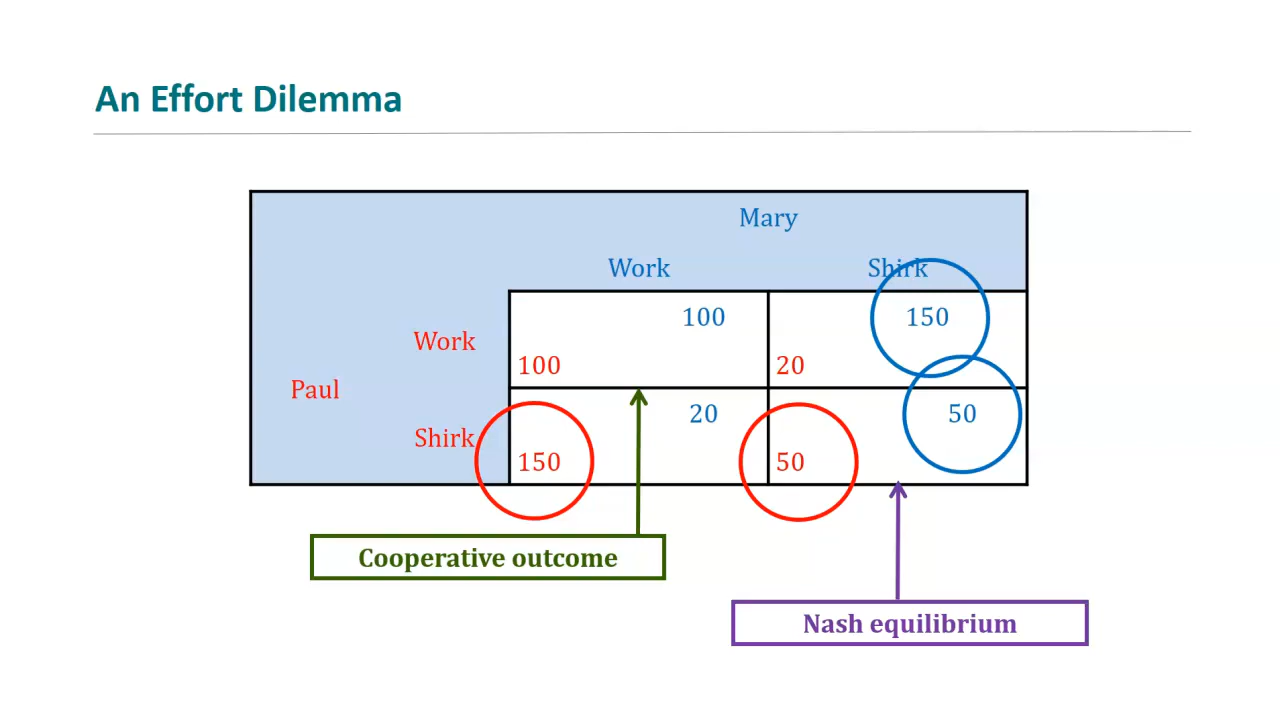 An Effort Dilemma
Mary
Work Shirk
100 150
Work
100 20
Paul
20 50
Shirk
150 50
Cooperative outcome
Nash equilibrium